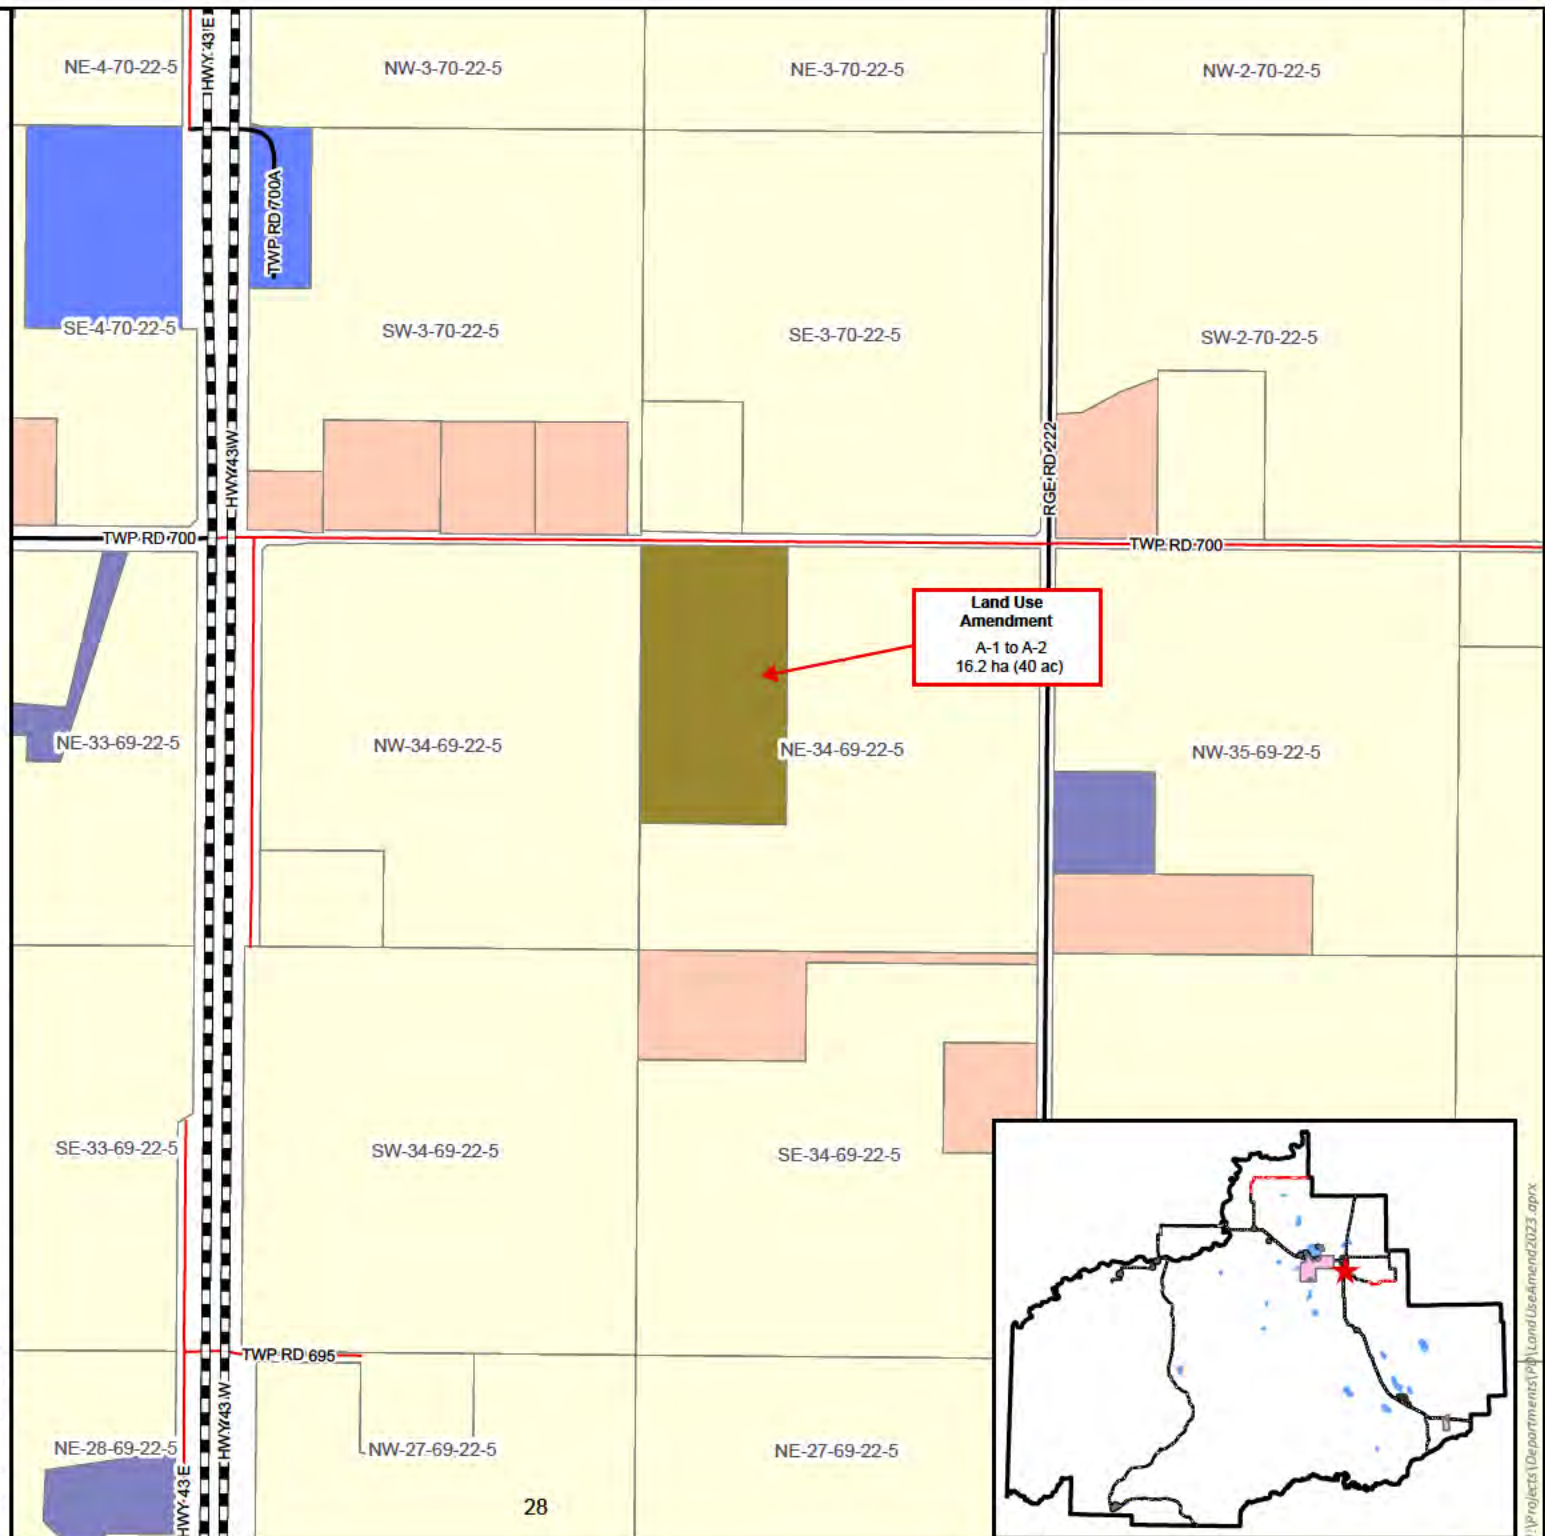 HWY 43 E
NE-4-70-22-5
NW-3-70-22-5
NE-3-70-22-5
NW-2-70-22-5
TWP RD 700A
SE-4-70-22-5
SW-3-70-22-5
SE-3-70-22-5
SW-2-70-22-5
HWY 43 W
RGE RD 222
TWP RD 700
TWP RD 700
Land Use
Amendment
A-1 to A-2
16.2 ha (40 ac)
NE-33-69-22-5
NW-34-69-22-5
NE-34-69-22-5
NW-35-69-22-5
SE-33-69-22-5
SW-34-69-22-5
SE-34-69-22-5
TWP RD 695
HWY 43 W
NE-28-69-22-5
NW-27-69-22-5
NE-27-69-22-5
HWY 43 E
28
\Projects\Departments\PD\LandUseAmend2023.aprx